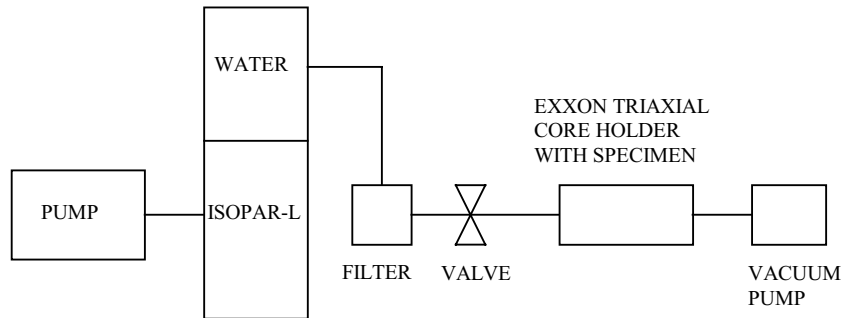 WATER
EXXON TRIAXIAL
CORE HOLDER
WITH SPECIMEN
PUMP
ISOPAR-L
FILTER
VALVE
VACUUM
PUMP